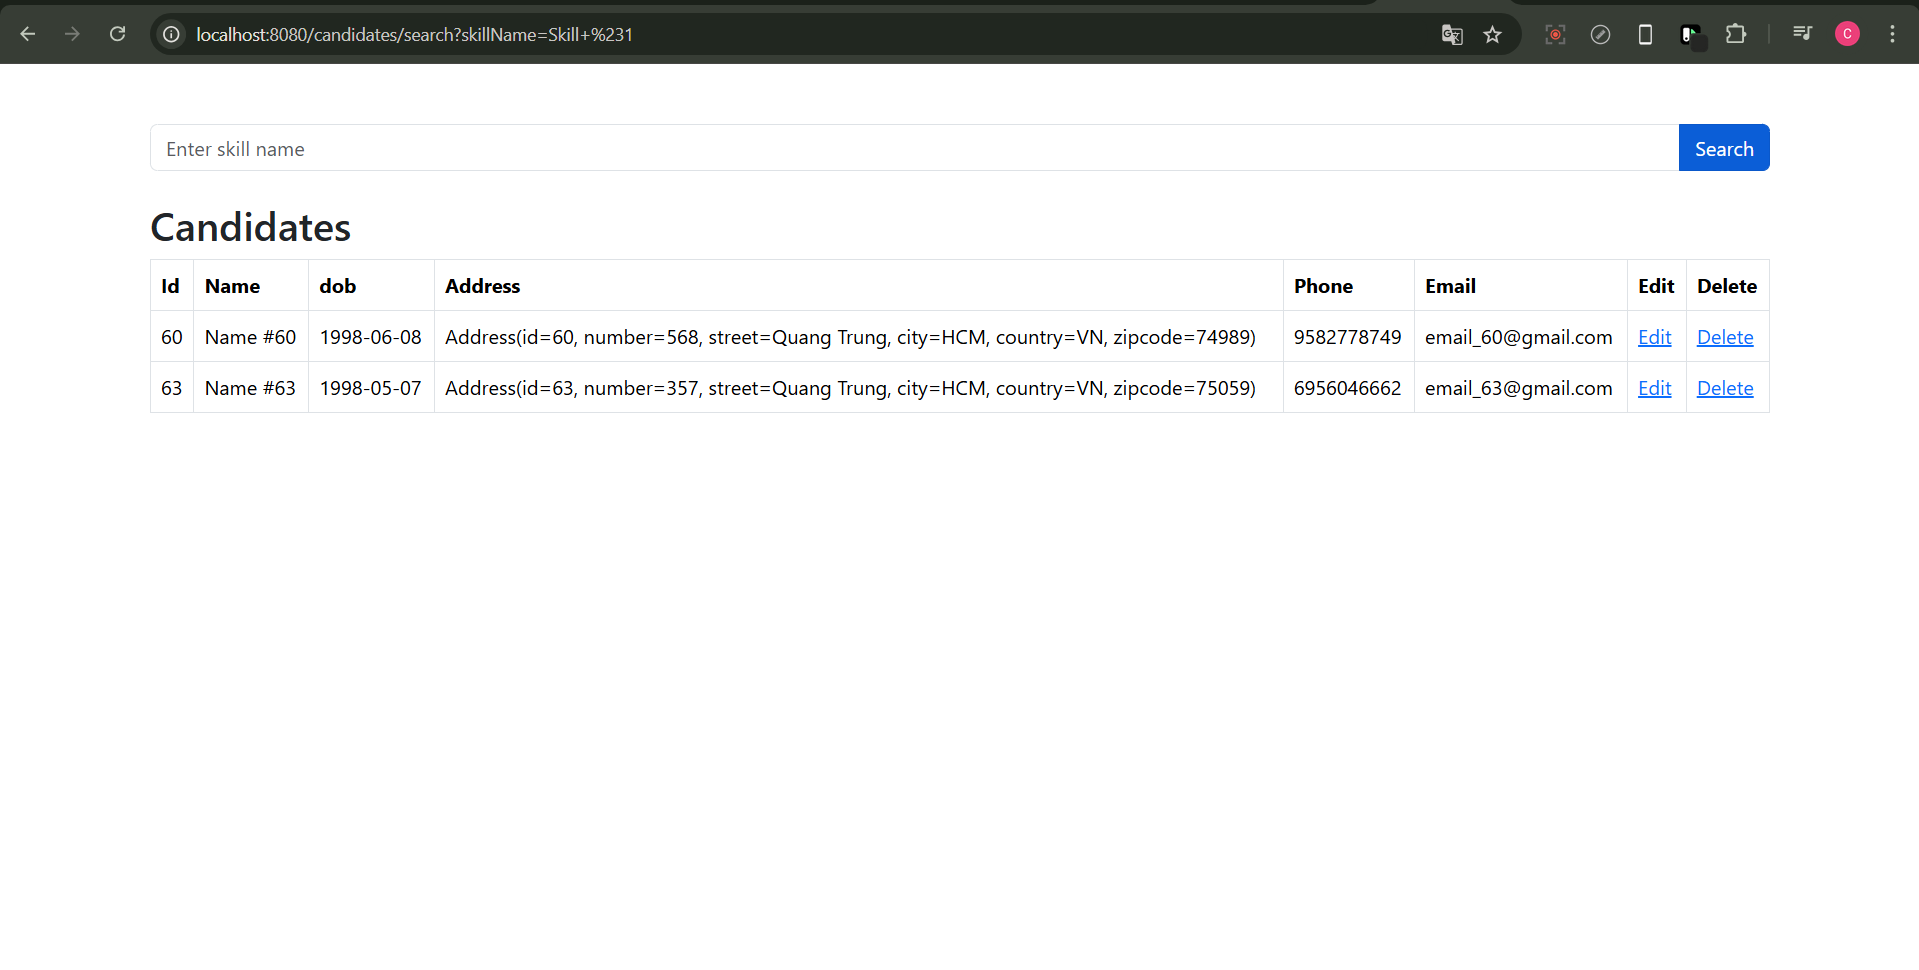 localhost:8080/candidates/search?skillName=Skill+%231
C
Enter skill name
Search
Candidates
Id Name dob Address Phone Email Edit Delete
60 Name #60 1998-06-08 Address(id=60, number=568, street=Quang Trung, city=HCM, country=VN, zipcode=74989) 9582778749 email_60@gmail.com Edit Delete
63 Name #63 1998-05-07 Address(id=63, number=357, street=Quang Trung, city=HCM, country=VN, zipcode=75059) 6956046662 email_63@gmail.com Edit Delete